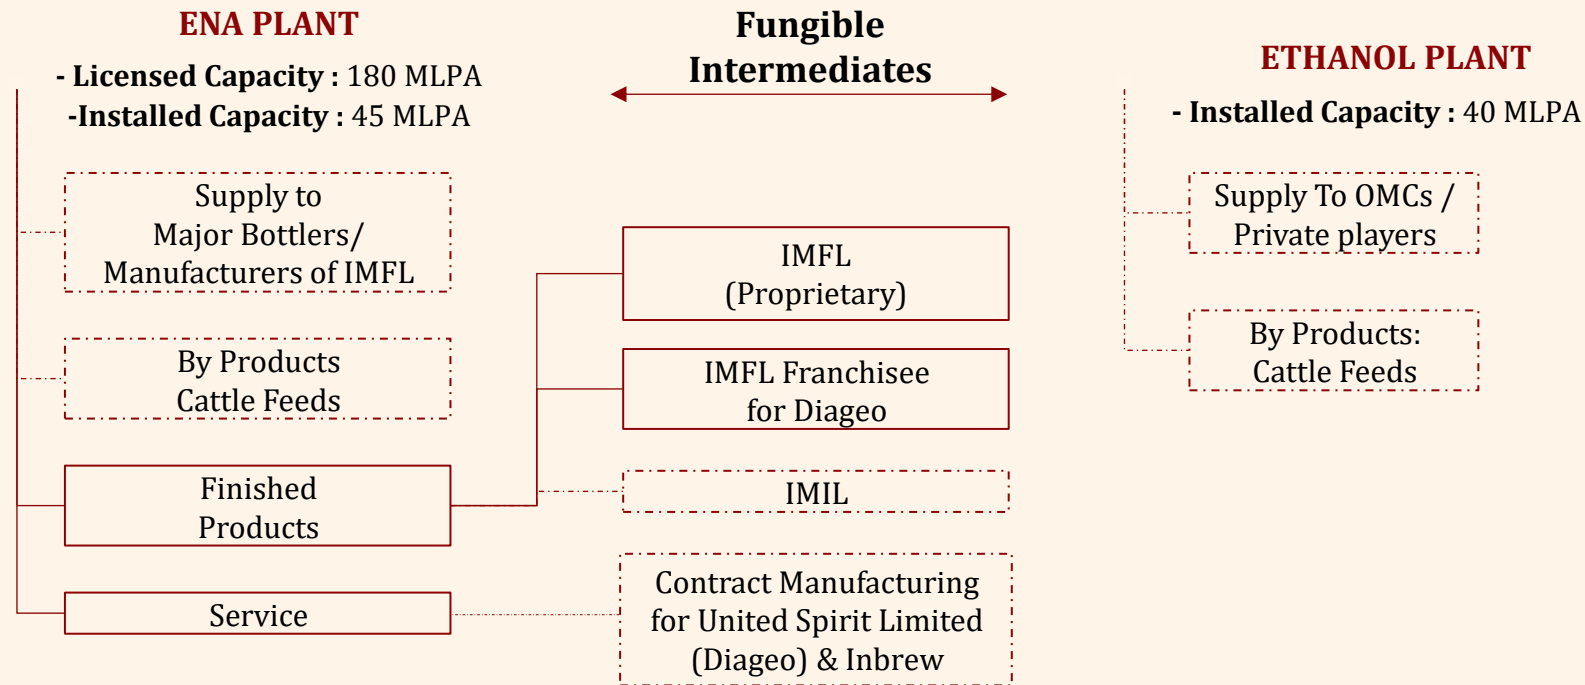 ENA PLANT
- Licensed Capacity : 180 MLPA
-Installed Capacity : 45 MLPA
Supply to
Major Bottlers/
Manufacturers of IMFL
By Products
Cattle Feeds
Finished
Products
Service
Fungible
Intermediates
IMFL
(Proprietary)
IMFL Franchisee
for Diageo
IMIL
Contract Manufacturing
for United Spirit Limited
(Diageo) & Inbrew
ETHANOL PLANT
- Installed Capacity : 40 MLPA
Supply To OMCs /
Private players
By Products:
Cattle Feeds